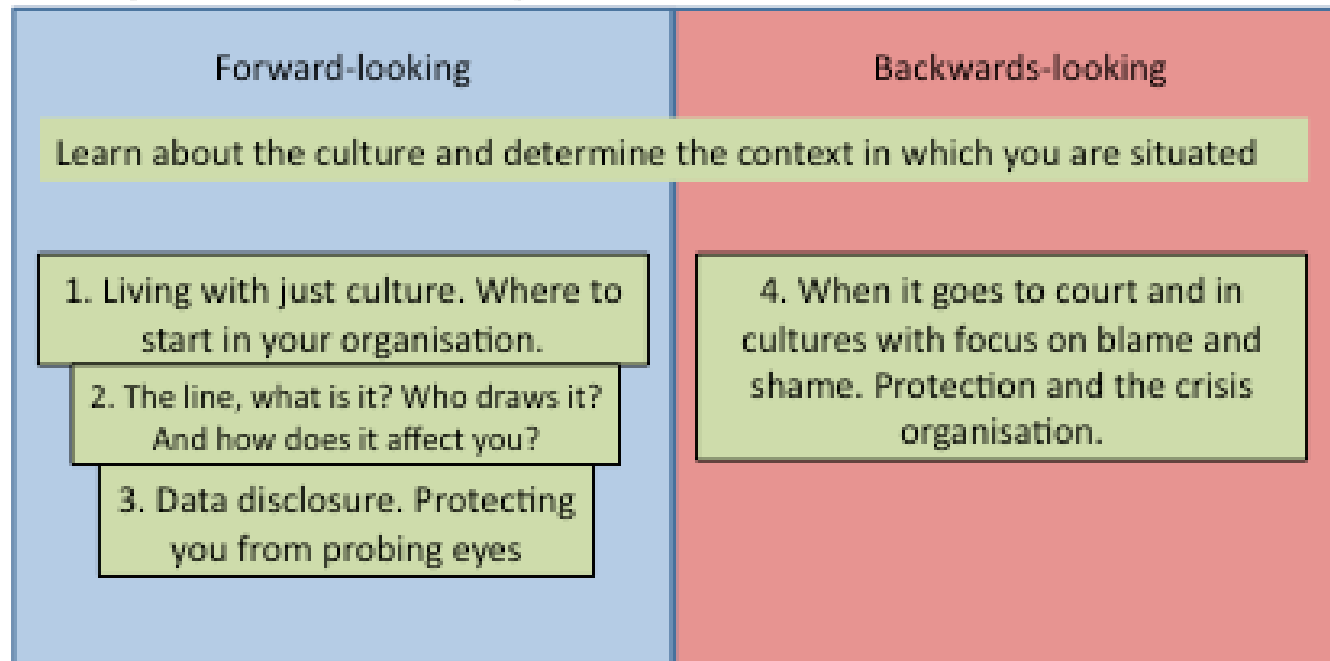 Forward-looking
Backwards-looking
Learn about the culture and determine the context in which you are situated
1. Living with just culture. Where to
start in your organisation.
2. The line, what is it? Who draws it?
And how does it affect you?
3. Data disclosure. Protecting
you from probing eyes
4. When it goes to court and in
cultures with focus on blame and
shame. Protection and the crisis
organisation.